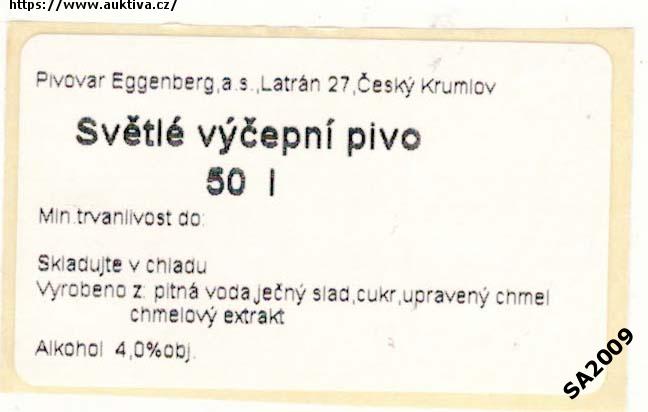 https://www.auktiva.cz/
Pivovar Eggenberg,a.s.,Latrán 27,Český Krumlov
Světlé výčepní pivo
50 l
Min.trvanlivost do:
Skladujte v chladu
Vyrobeno z: pitná voda,ječný slad,cukr,upravený chmel
chmelový extrakt
Alkohol 4,0%obj.
SA2009